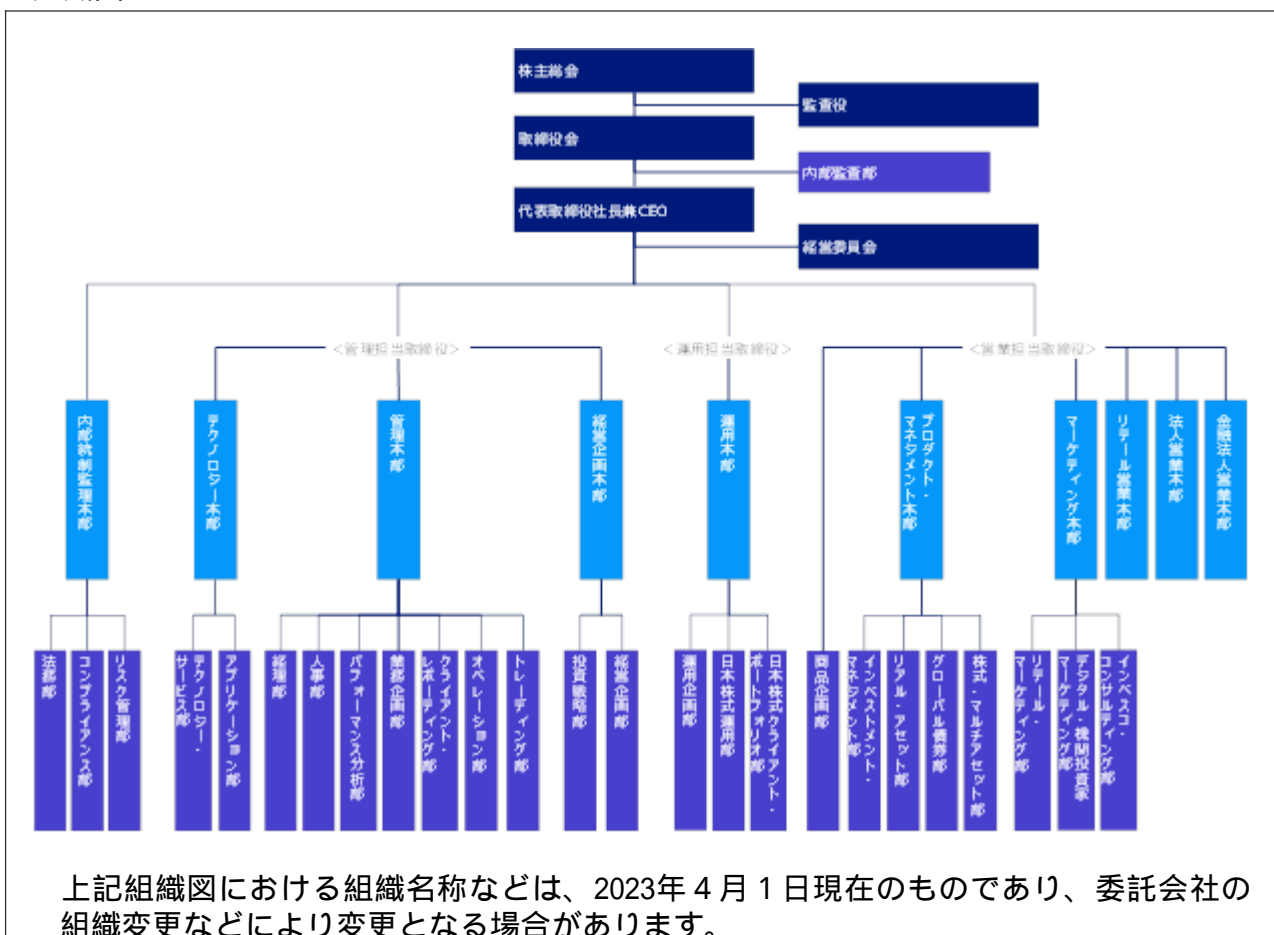 株主総会
監査役
取締役会
内部監査部
代表取締役社長兼CEO
経営委員会
＜管理担当取締役＞
＜運用担当取締役＞
＜営業担当取締役＞
内部統制監理本部
テクノロジー本部
管理本部
経営企画本部
運用本部
プロダクト・
マネジメント本部
マーケティング本部
リテール営業本部
法人営業本部
金融法人営業本部
法務部
コンプライアンス部
リスク管理部
テクノロジー・
サービス部
アプリケーション部
経理部
人事部
パフォーマンス分析部
業務企画部
クライアント・
レポーティング部
オペレーション部
トレーディング部
投資戦略部
経営企画部
運用企画部
日本株式運用部
日本株式クライアント・
ポートフォリオ部
商品企画部
インベストメント・
マネジメント部
リアル・アセット部
グローバル債券部
株式・マルチアセット部
リテール・
マーケティング部
デジタル・機関投資家
マーケティング部
インベスコ・
コンサルティング部
上記組織図における組織名称などは、2023年４月１日現在のものであり、委託会社の
組織変更などにより変更となる場合があります。